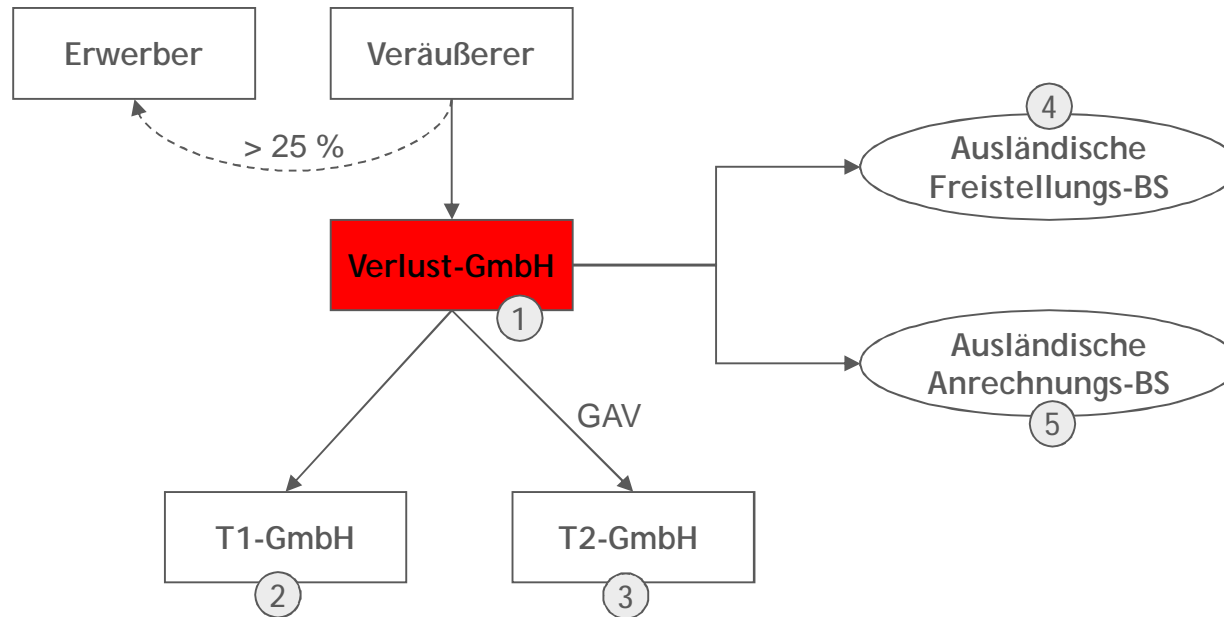 Erwerber
Veräußerer
> 25 %
4
Ausländische
Freistellungs-BS
Verlust-GmbH
1
Ausländische
Anrechnungs-BS
5
GAV
T1-GmbH
2
T2-GmbH
3